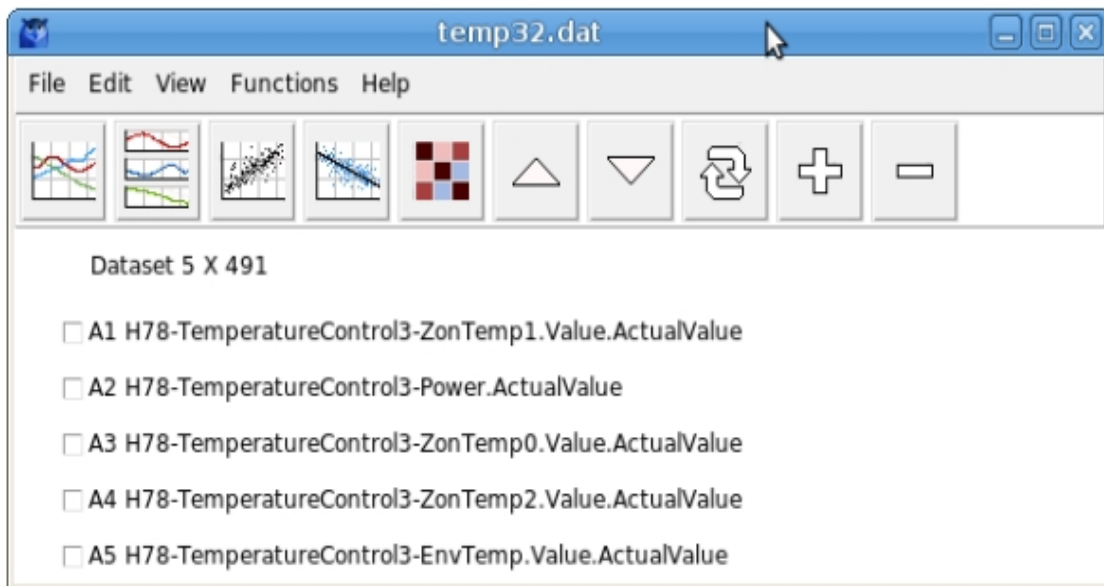 temp32.dat
File Edit View Functions Help
Dataset 5 X 491
A1 H78-TemperatureControl3-ZonTemp1.Value.ActualValue
A2 H78-TemperatureControl3-Power.ActualValue
A3 H78-TemperatureControl3-ZonTemp0.Value.ActualValue
A4 H78-TemperatureControl3-ZonTemp2.Value.ActualValue
A5 H78-TemperatureControl3-EnvTemp.Value.ActualValue